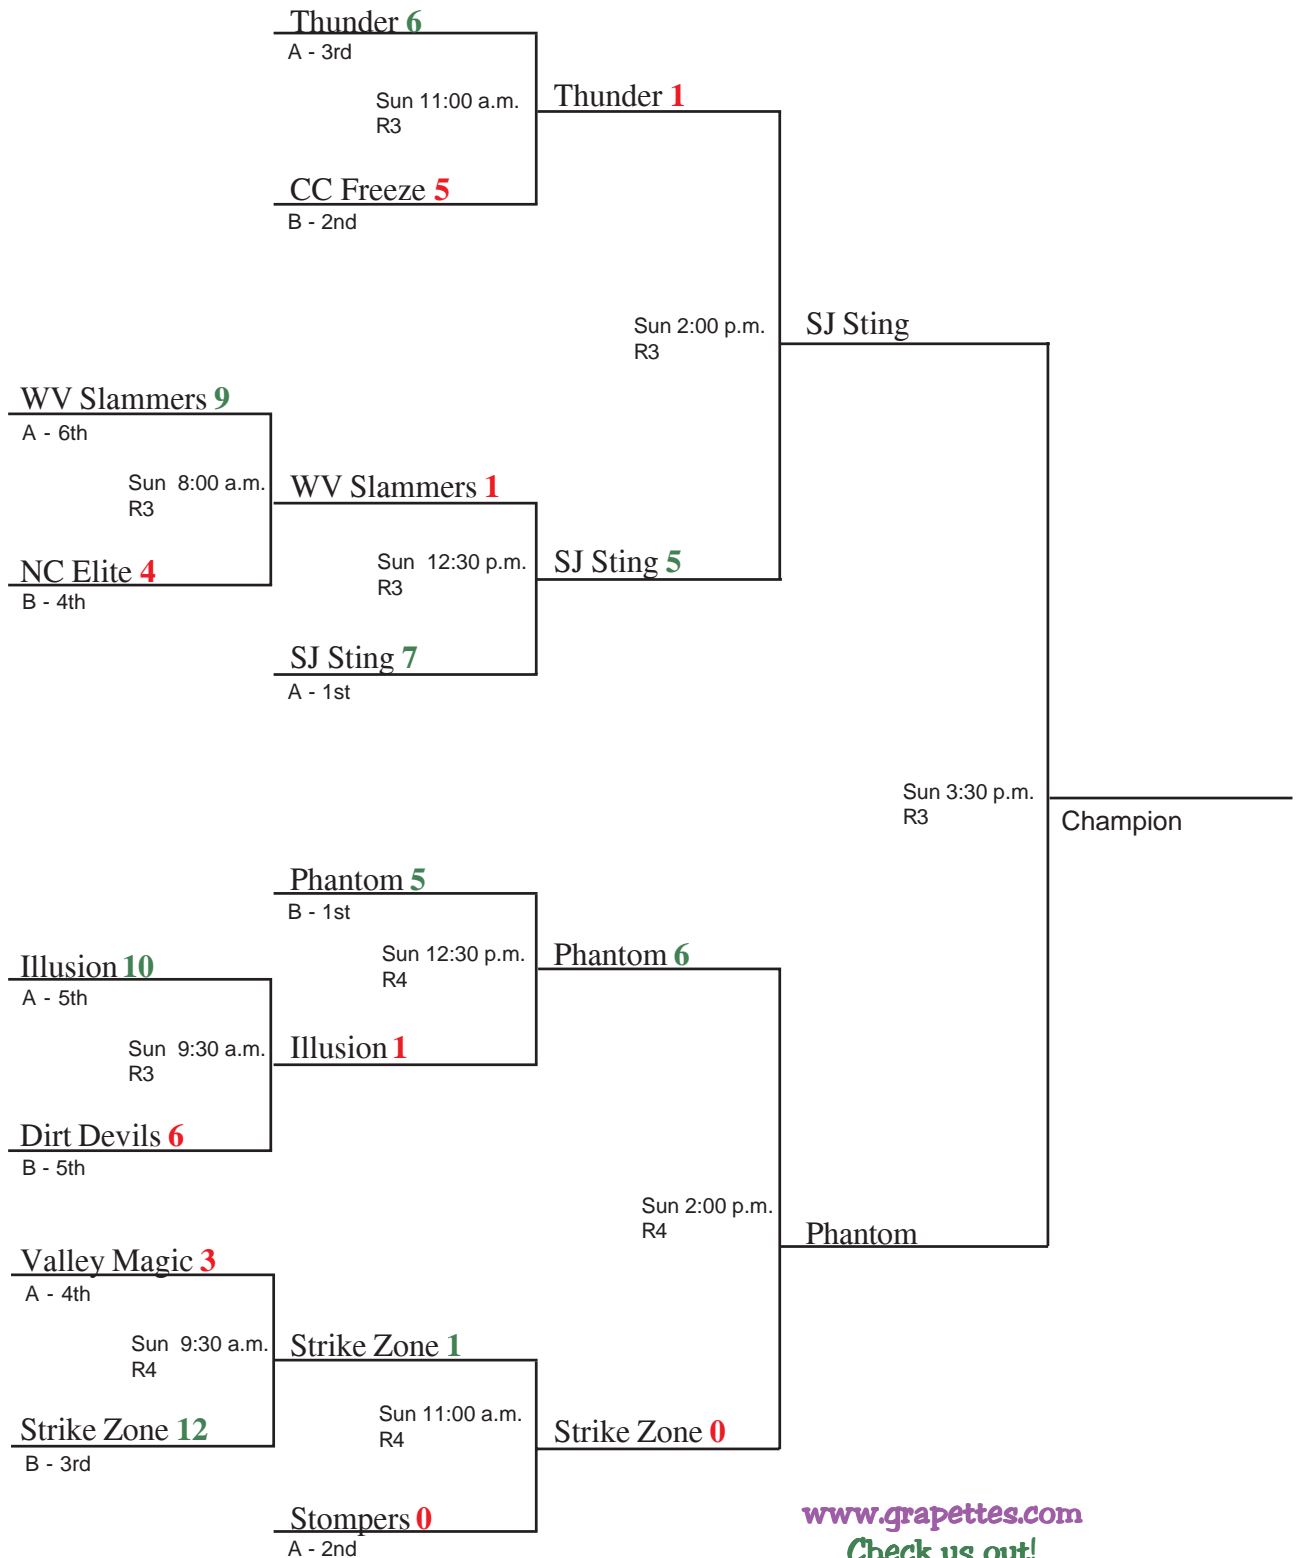 Thunder 6
A - 3rd
Sun 11:00 a.m.
R3
Thunder 1
CC Freeze 5
B - 2nd
Sun 2:00 p.m.
R3
SJ Sting
WV Slammers 9
A - 6th
Sun 8:00 a.m.
R3
WV Slammers 1
NC Elite 4
B - 4th
Sun 12:30 p.m.
R3
SJ Sting 5
SJ Sting 7
A - 1st
Sun 3:30 p.m.
R3
Champion
Phantom 5
B - 1st
Sun 12:30 p.m.
R4
Phantom 6
Illusion 10
A - 5th
Sun 9:30 a.m.
R3
Illusion 1
Dirt Devils 6
B - 5th
Sun 2:00 p.m.
R4
Phantom
Valley Magic 3
A - 4th
Sun 9:30 a.m.
R4
Strike Zone 1
Strike Zone 12
B - 3rd
Sun 11:00 a.m.
R4
Strike Zone 0
Stompers 0
A - 2nd
www.grapettes.com
Check us out!